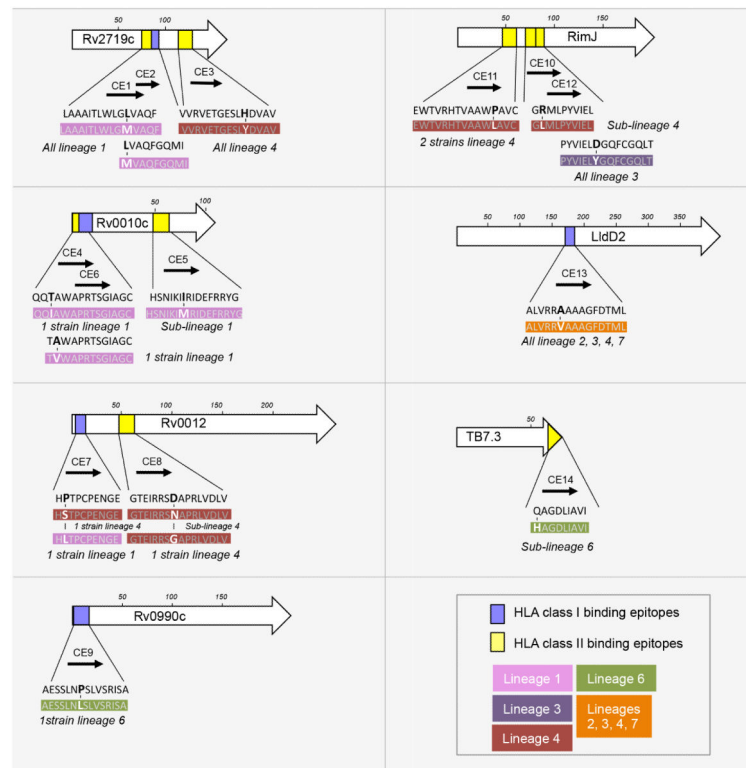 50 100
Rv2719c
CE2
CE1
CE3
LAAAITLWLGLVAQF VVRVETGESLHDVAV
LAAAITLWLGMVAQF VVRVETGESLYDVAV
All lineage 1
LVAQFGQMI
All lineage 4
MVAQFGQMI
50 100 150
RimJ
CE10
CE11
CE12
EWTVRHTVAAWPAVC GRMLPYVIEL
EWTVRHTVAAWLAVC GLMLPYVIEL
Sub-lineage 4
2 strains lineage 4
PYVIELDGQFCGQLT
PYVIELYGQFCGQLT
All lineage 3
50 100
Rv0010c
CE4
CE5
CE6
QQTAWAPRTSGIAGC HSNIKIRIDEFRRYG
QQIAWAPRTSGIAGC HSNIKMRIDEFRRYG
1 strain lineage 1
Sub-lineage 1
TAWAPRTSGIAGC
TVWAPRTSGIAGC
1 strain lineage 1
50 100 150 200 250 300 350
LldD2
CE13
ALVRRAAAAGFDTML
ALVRRVAAAGFDTML
All lineage 2, 3, 4, 7
50 100 150 200
Rv0012
CE7
CE8
HPTPCPENGE GTEIRRSDAPRLVDLV
HSTPCPENGE GTEIRRSNAPRLVDLV
1 strain lineage 4
Sub-lineage 4
HLTPCPENGE GTEIRRSGAPRLVDLV
1 strain lineage 1
1 strain lineage 4
50
TB7.3
CE14
QAGDLIAVI
HAGDLIAVI
Sub-lineage 6
50 100 150
Rv0990c
CE9
AESSLNPSLVSRISA
AESSLNLSLVSRISA
1strain lineage 6
HLA class I binding epitopes
HLA class II binding epitopes
Lineage 1
Lineage 6
Lineage 3
Lineages
2, 3, 4, 7
Lineage 4